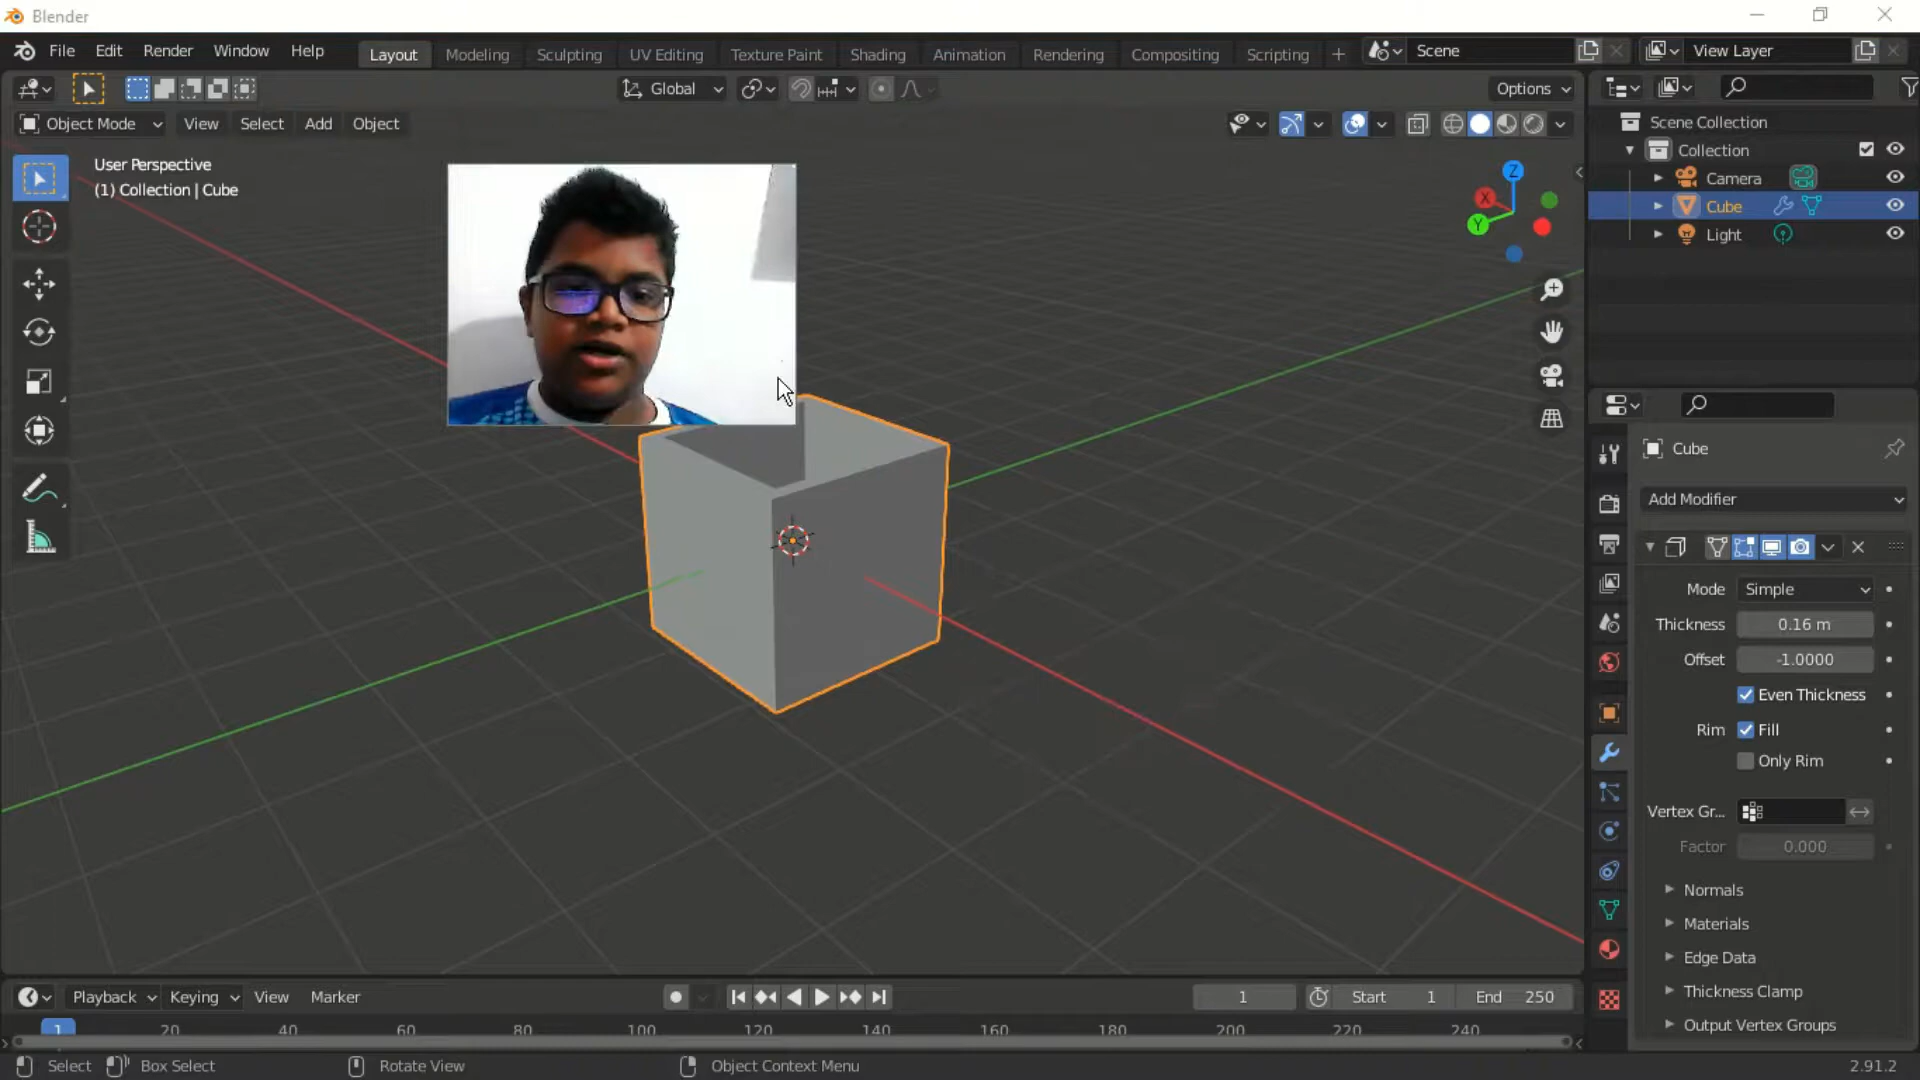 Blender
File Edit Render Window Help
Layout Modeling Sculpting UV Editing Texture Paint Shading Animation Rendering Compositing Scripting +
Scene
View Layer
Global
Options
Object Mode View Select Add Object
User Perspective
(1) Collection | Cube
Z
X
Y
Scene Collection
Collection
Camera
Cube
Light
Cube
Add Modifier
Mode Simple
Thickness 0.16 m
Offset -1.0000
Even Thickness
Rim Fill
Only Rim
Vertex Gr...
Factor 0.000
Normals
Materials
Edge Data
Thickness Clamp
Output Vertex Groups
Playback Keying View Marker
1 Start 1 End 250
1 20 40 60 80 100 120 140 160 180 200 220 240
Select Box Select Rotate View Object Context Menu 2.91.2